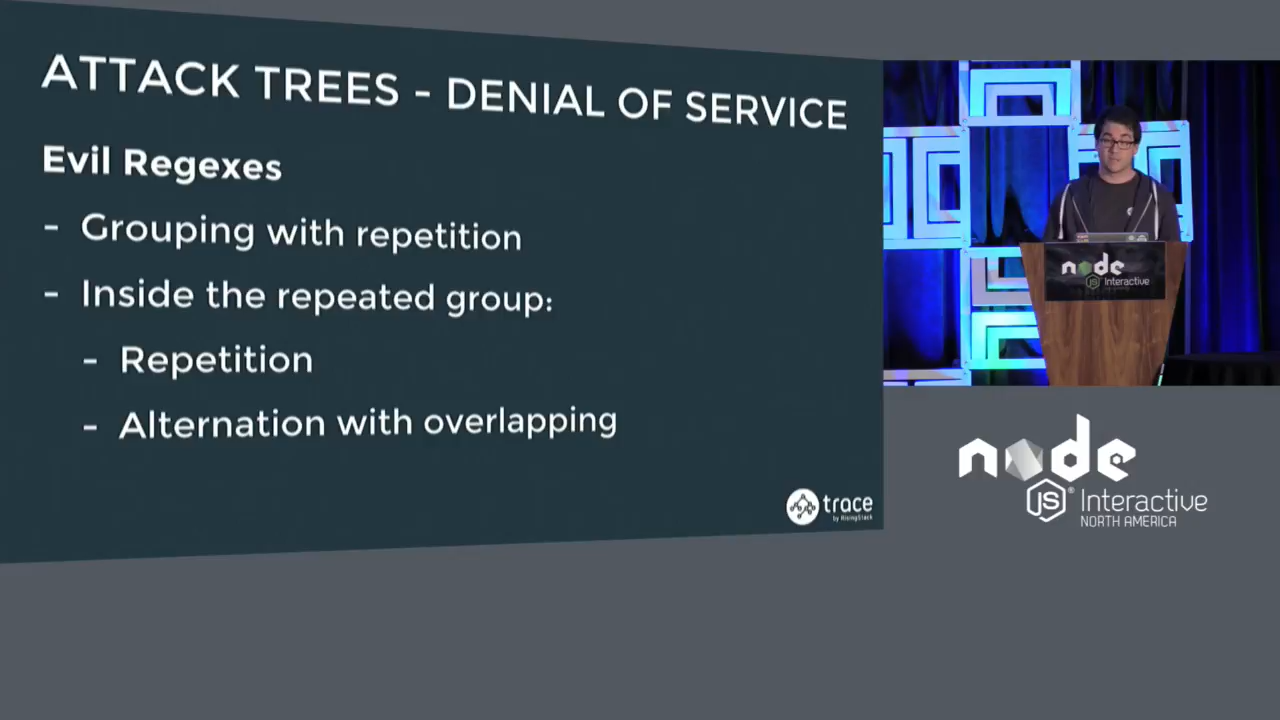 ATTACK TREES - DENIAL OF SERVICE
Evil Regexes
- Grouping with repetition
- Inside the repeated group:
- Repetition
- Alternation with overlapping
trace
by RisingStack
node
JS Interactive
node
JS® Interactive
NORTH AMERICA